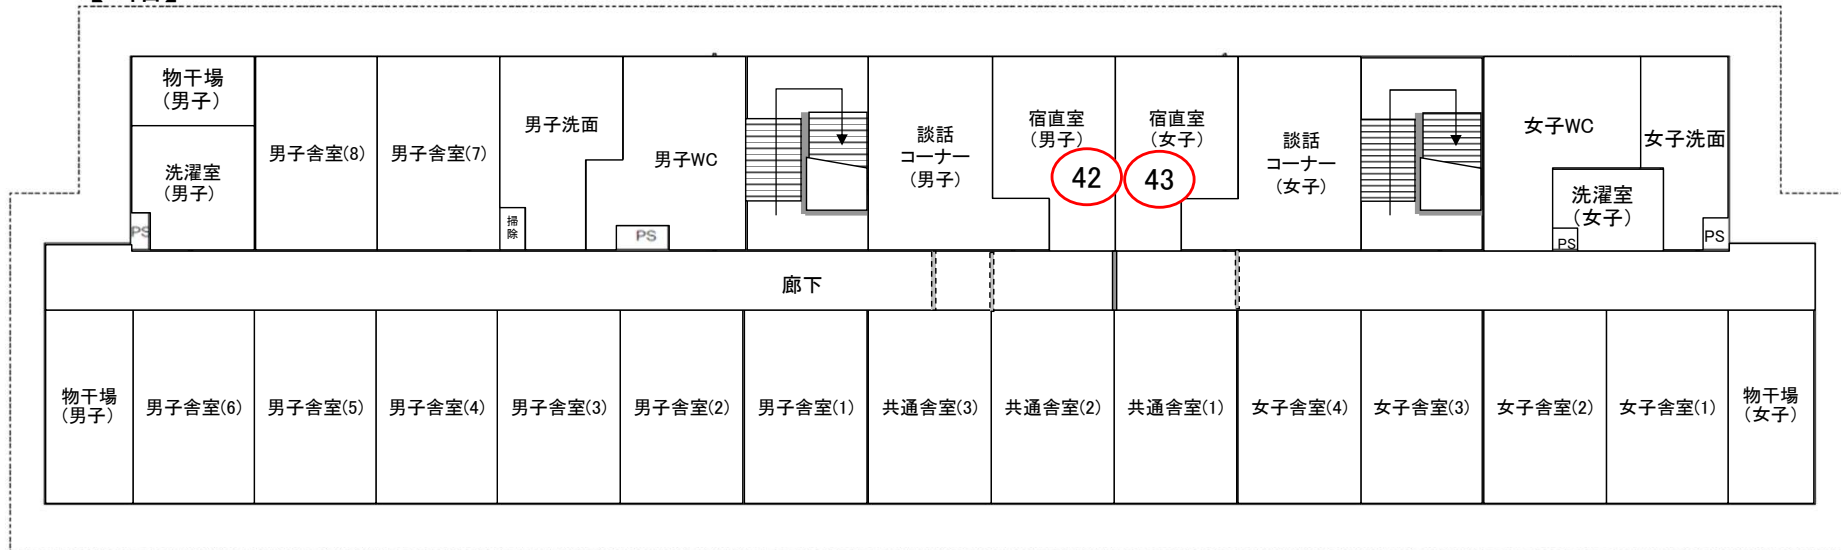 物干場
（男子）
洗濯室
（男子）
PS
男子舎室(8)
男子舎室(7)
男子洗面
掃
除
男子WC
PS
談話
コーナー
（男子）
宿直室
（男子）
42
宿直室
（女子）
43
談話
コーナー
（女子）
女子WC
女子洗面
洗濯室
（女子）
PS
PS
廊下
物干場
（男子）
男子舎室(6)
男子舎室(5)
男子舎室(4)
男子舎室(3)
男子舎室(2)
男子舎室(1)
共通舎室(3)
共通舎室(2)
共通舎室(1)
女子舎室(4)
女子舎室(3)
女子舎室(2)
女子舎室(1)
物干場
（女子）